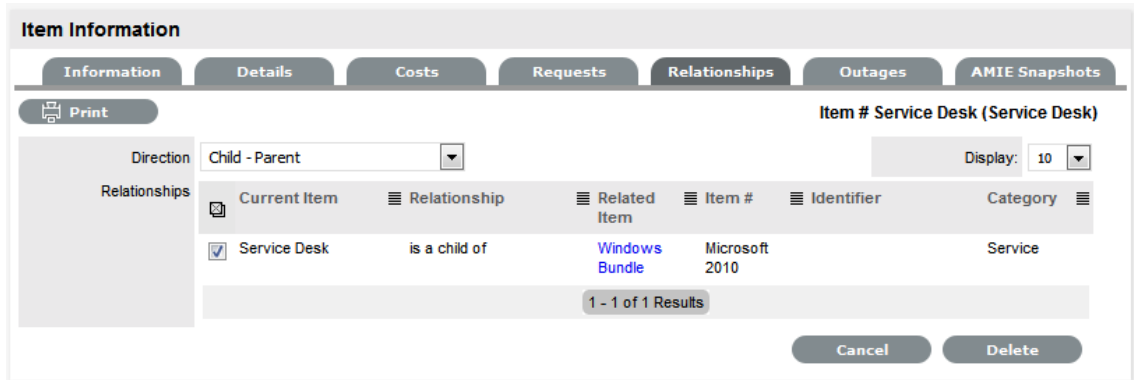 Item Information
Information Details Costs Requests Relationships Outages AMIE Snapshots
Print Item # Service Desk (Service Desk)
Direction Child - Parent Display: 10
Relationships
Current Item Relationship Related Item # Identifier Category
Item
Service Desk is a child of Windows Microsoft Service
Bundle 2010
1 - 1 of 1 Results
Cancel Delete